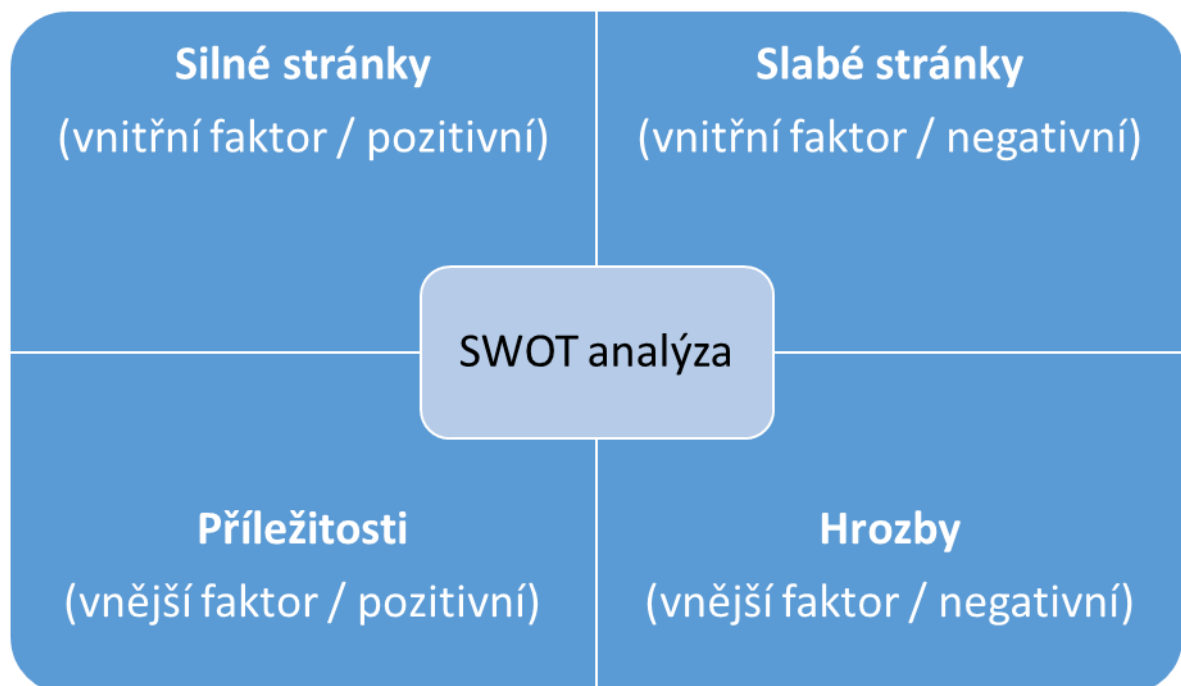 Silné stránky
(vnitřní faktor / pozitivní)
Slabé stránky
(vnitřní faktor / negativní)
SWOT analýza
Příležitosti
(vnější faktor / pozitivní)
Hrozby
(vnější faktor / negativní)